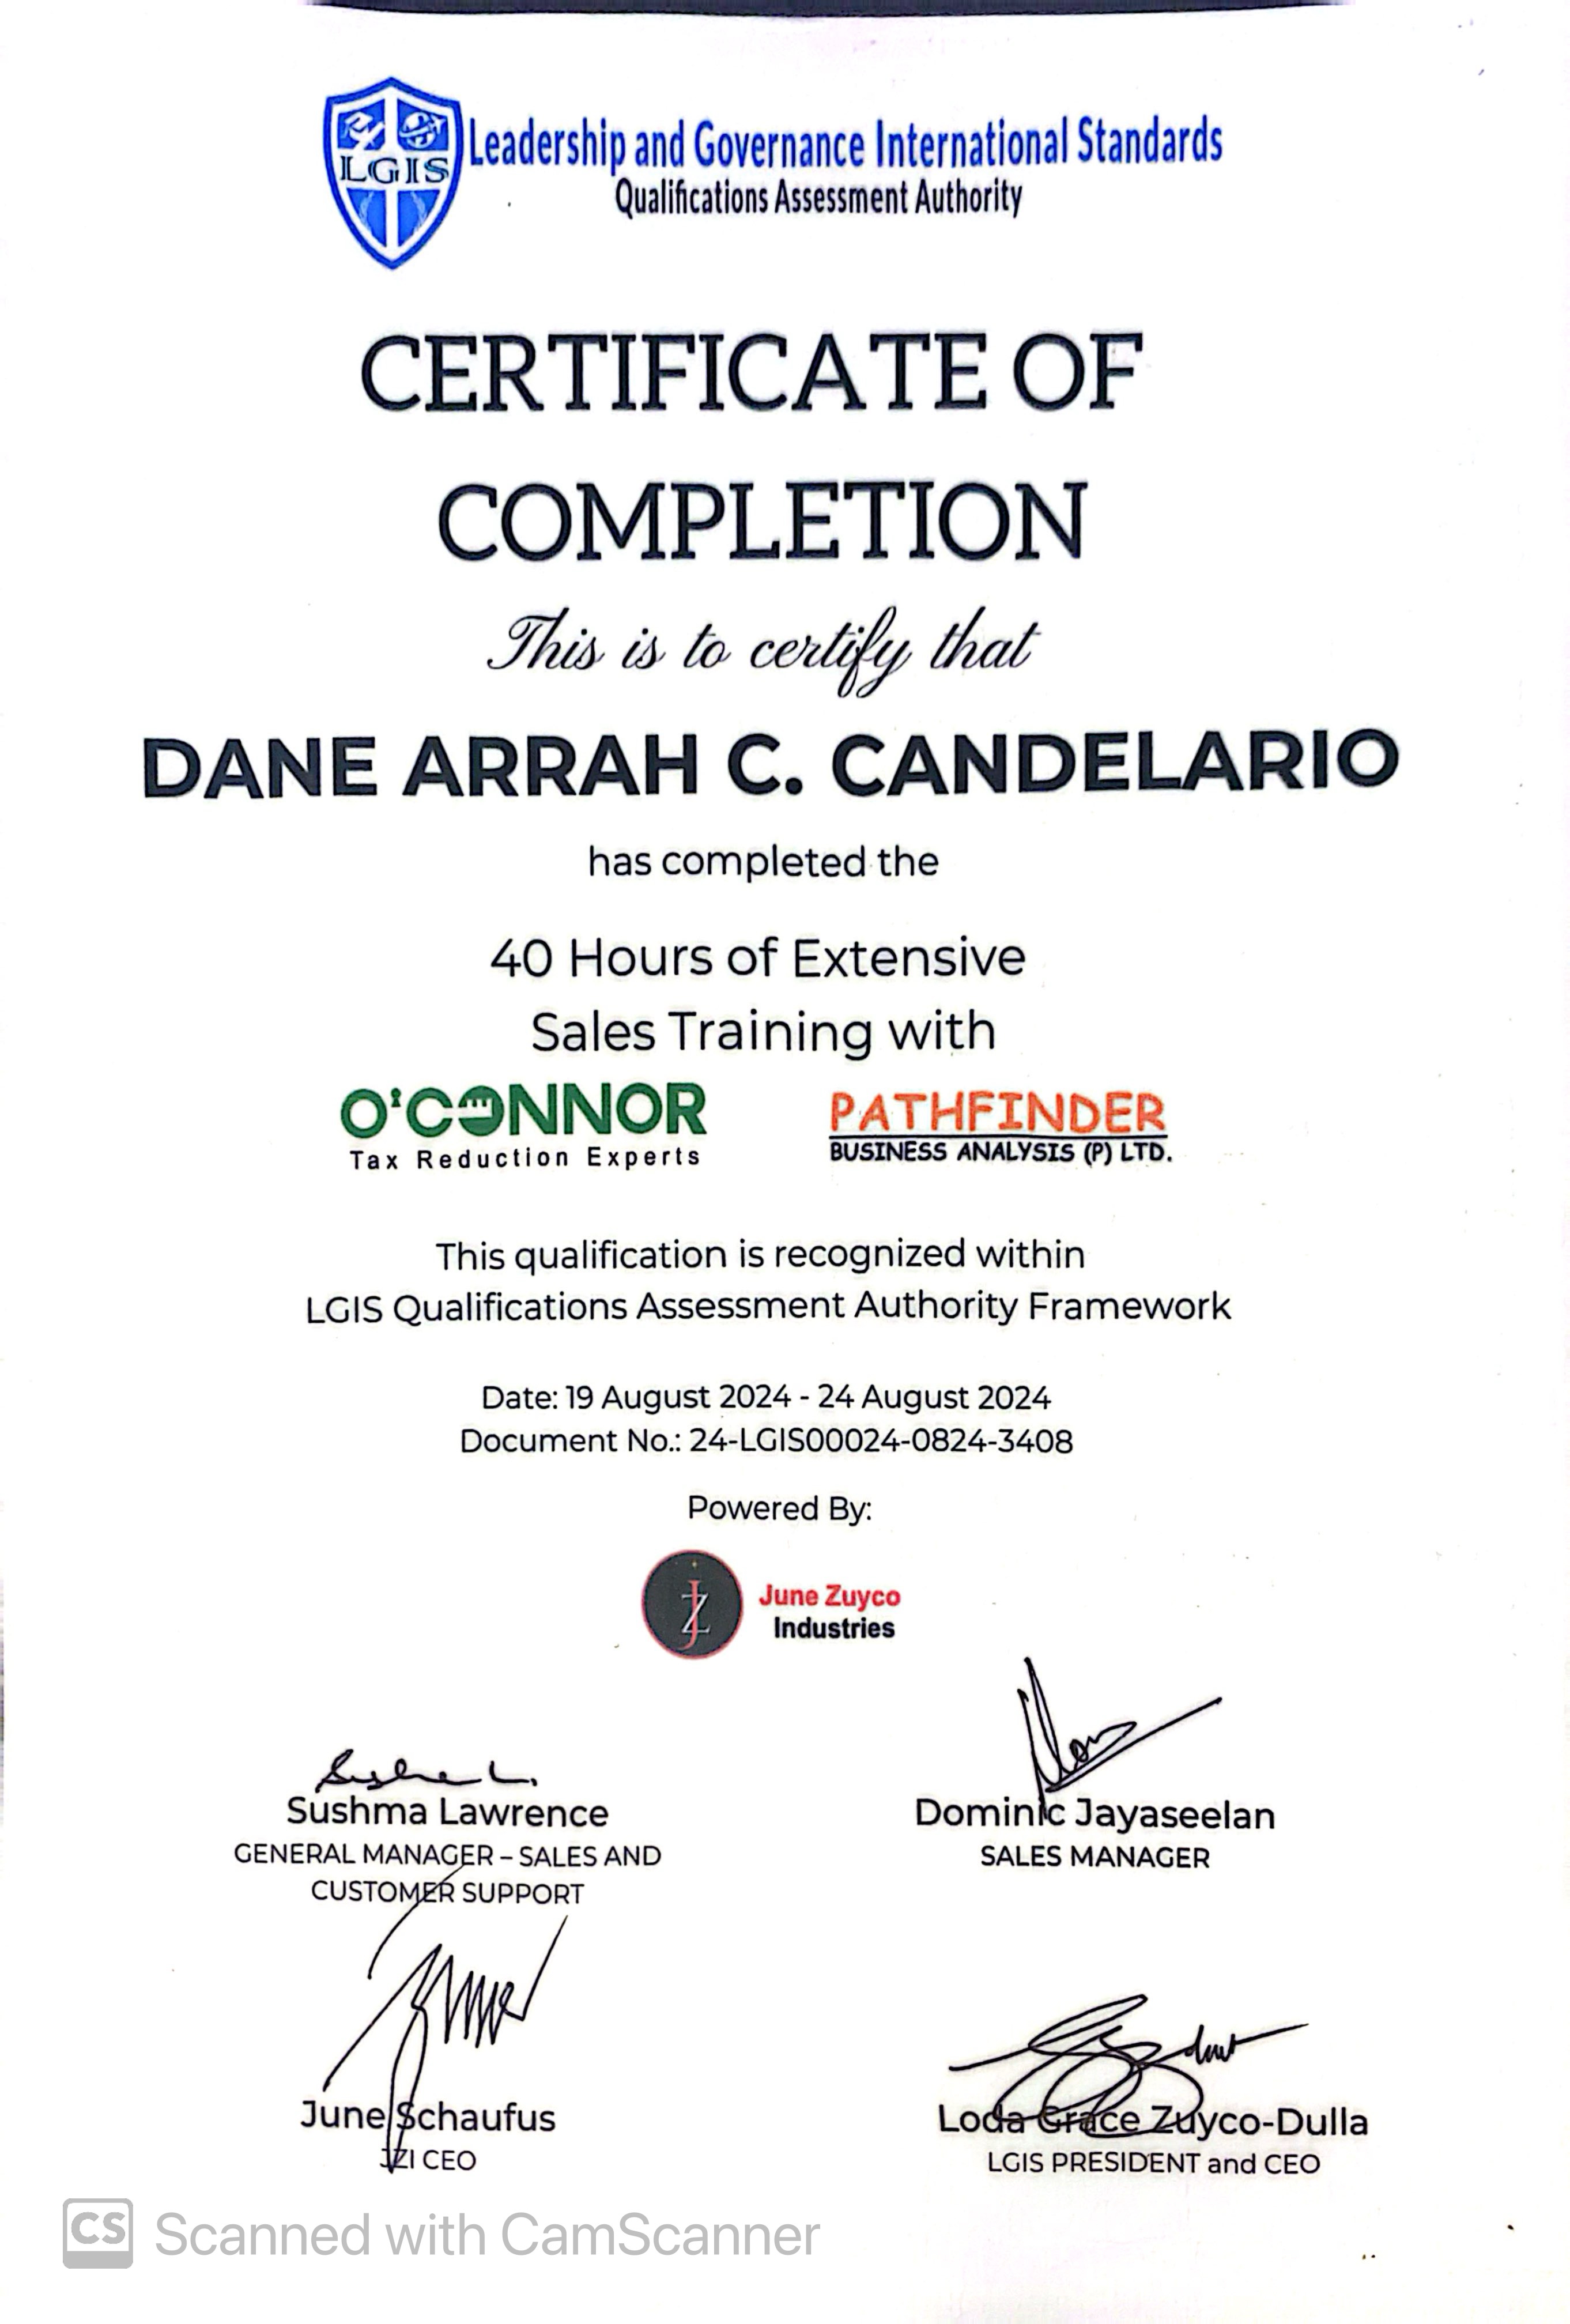 LGIS
Leadership and Governance International Standards
Qualifications Assessment Authority
CERTIFICATE OF
COMPLETION
This is to certify that
DANE ARRAH C. CANDELARIO
has completed the
40 Hours of Extensive
Sales Training with
O'CONNOR
Tax Reduction Experts
PATHFINDER
BUSINESS ANALYSIS (P) LTD.
This qualification is recognized within
LGIS Qualifications Assessment Authority Framework
Date: 19 August 2024 - 24 August 2024
Document No.: 24-LGIS00024-0824-3408
Powered By:
JZ
June Zuyco
Industries
Sushma Lawrence
GENERAL MANAGER – SALES AND
CUSTOMER SUPPORT
Dominic Jayaseelan
SALES MANAGER
June Schaufus
JZI CEO
Loda Grace Zuyco-Dulla
LGIS PRESIDENT and CEO
CS Scanned with CamScanner